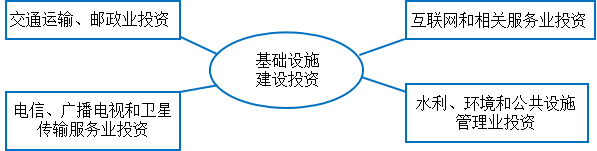 交通运输、邮政业投资
互联网和相关服务业投资
基础设施
建设投资
电信、广播电视和卫星
传输服务业投资
水利、环境和公共设施
管理业投资